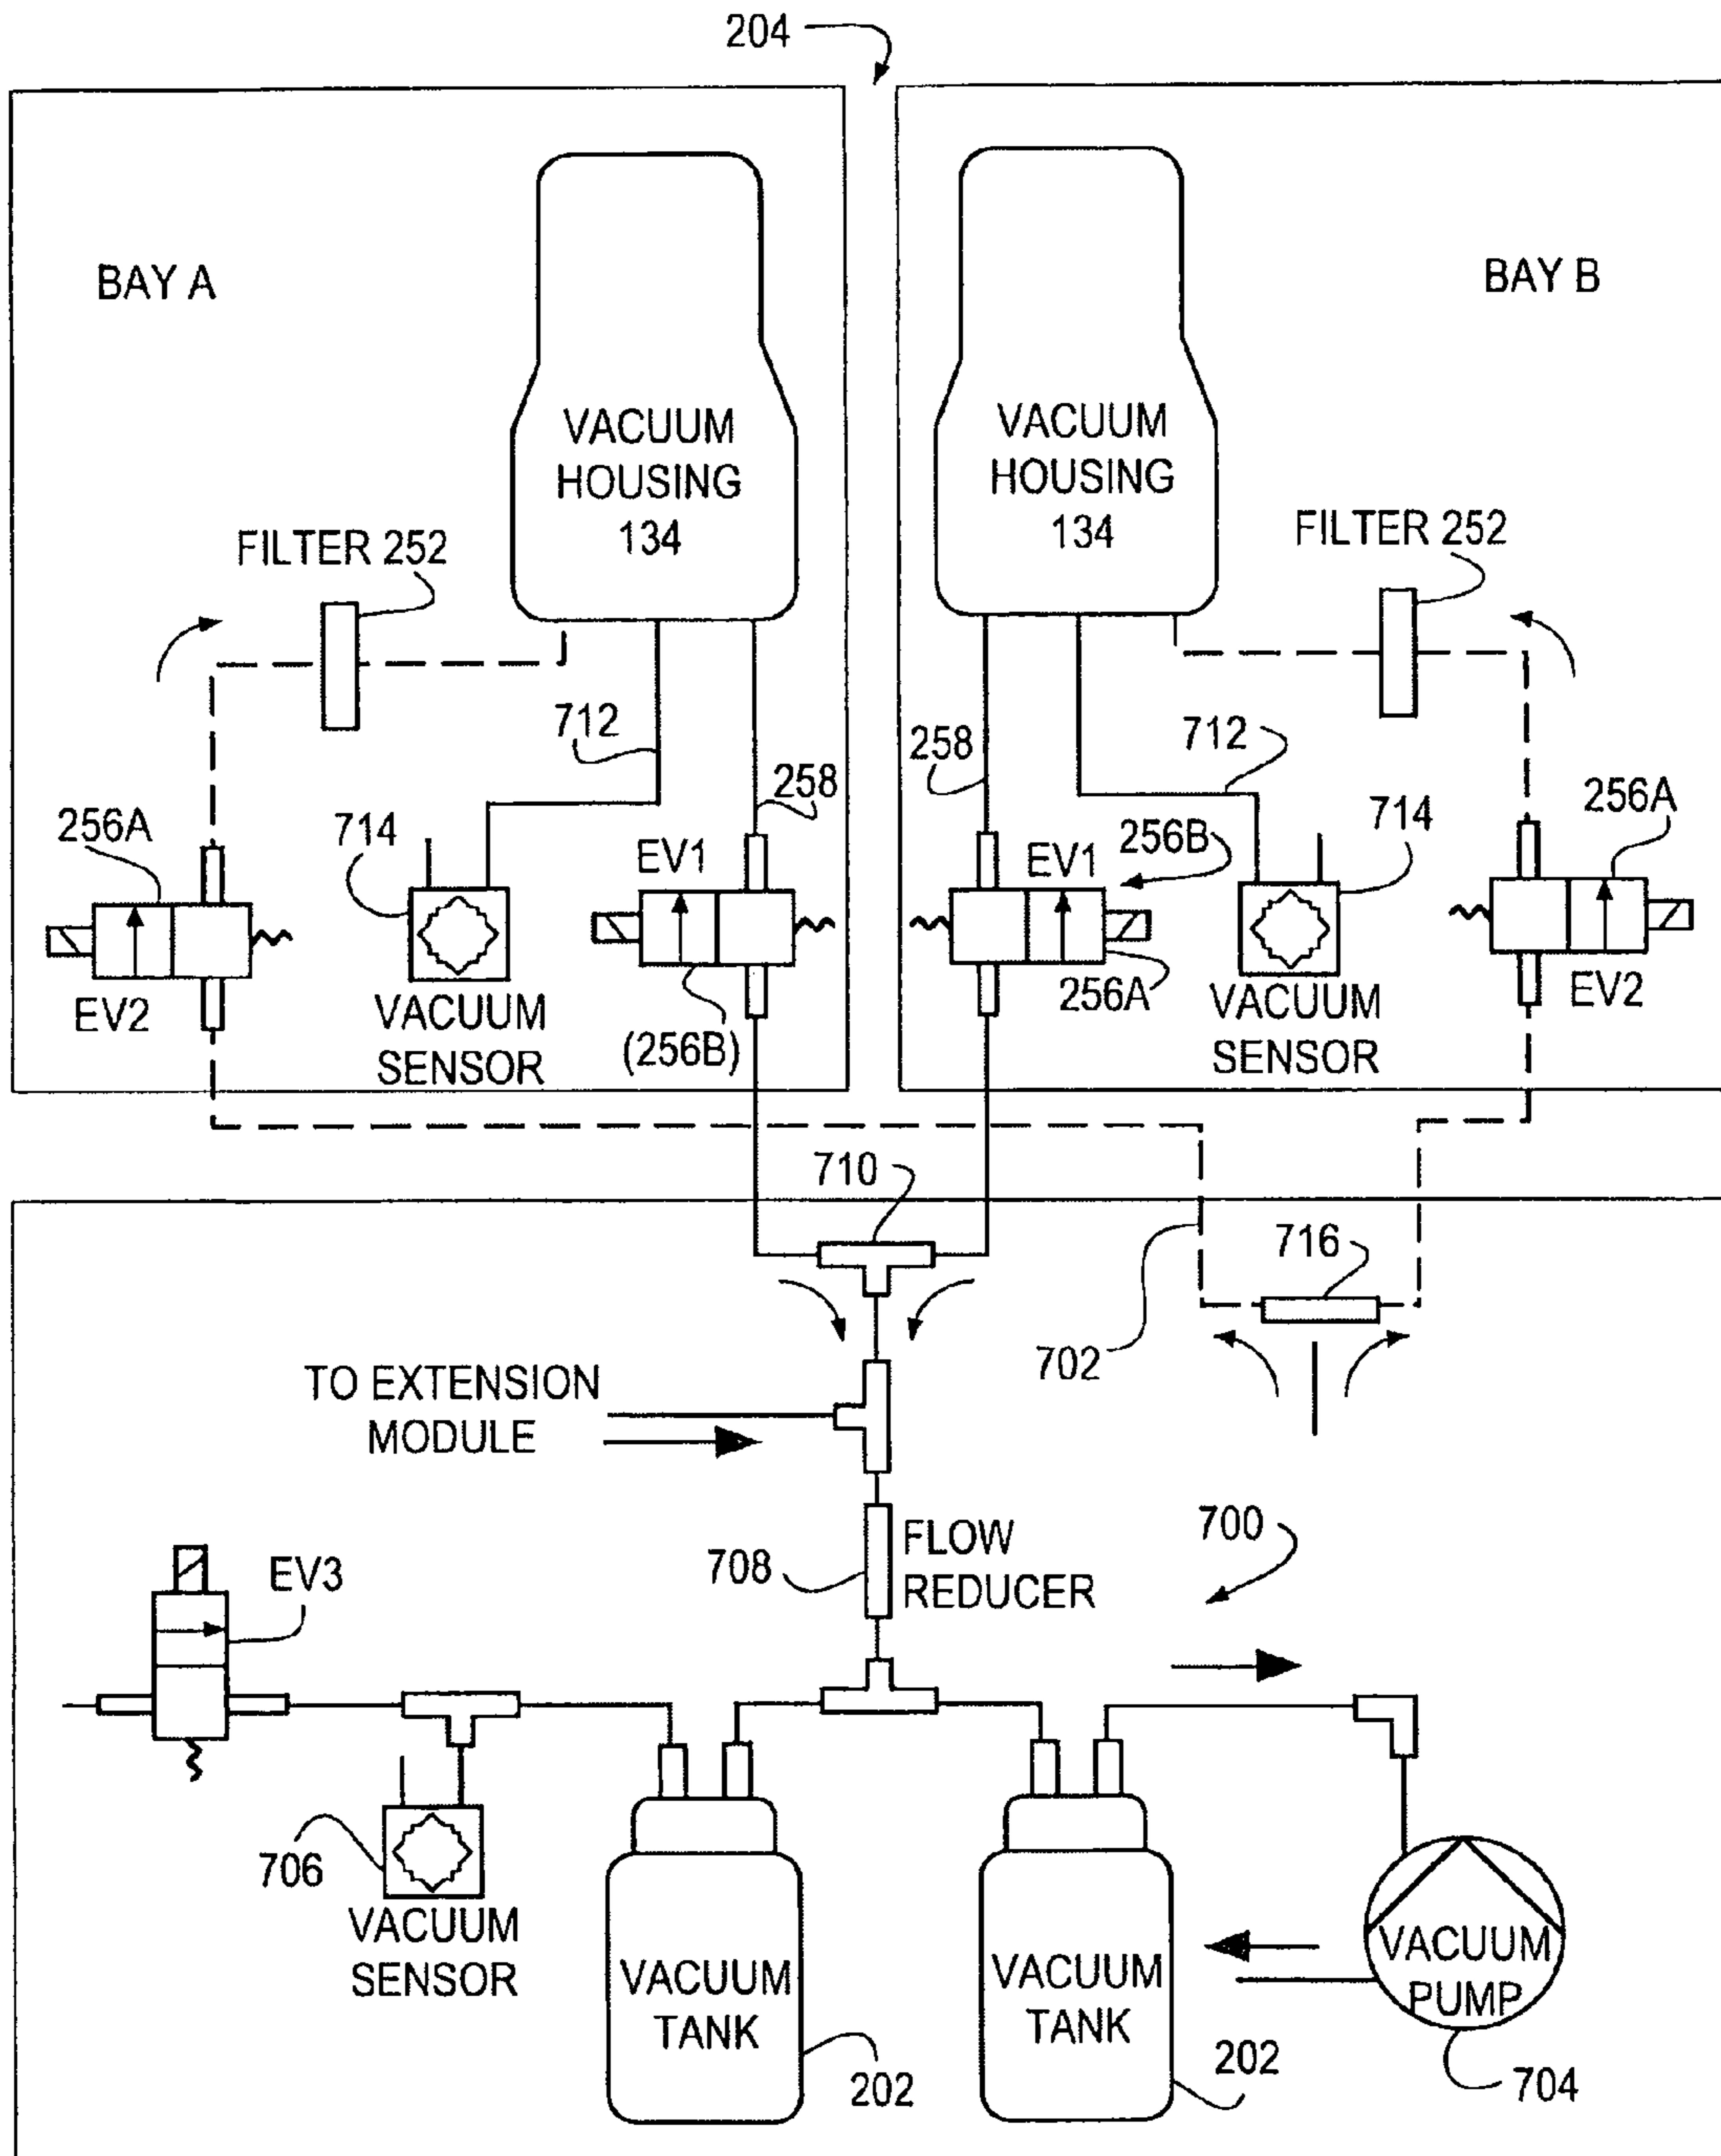 204
BAY A
VACUUM
HOUSING
134
FILTER 252
712
258
256A
714
EV1
EV2
VACUUM
SENSOR
(256B)
BAY B
VACUUM
HOUSING
134
FILTER 252
258
712
EV1
256B
714
256A
256A
VACUUM
SENSOR
EV2
710
716
702
TO EXTENSION
MODULE
FLOW
REDUCER
708
700
EV3
706
VACUUM
SENSOR
VACUUM
TANK
202
VACUUM
TANK
202
VACUUM
PUMP
704